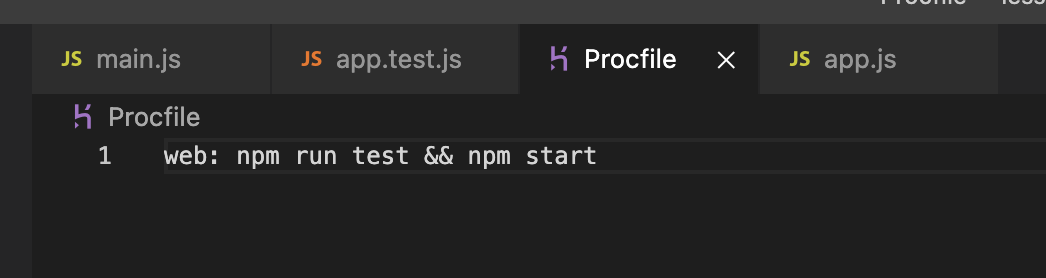 JS main.js JS app.test.js Procfile JS app.js
Procfile
1 web: npm run test && npm start